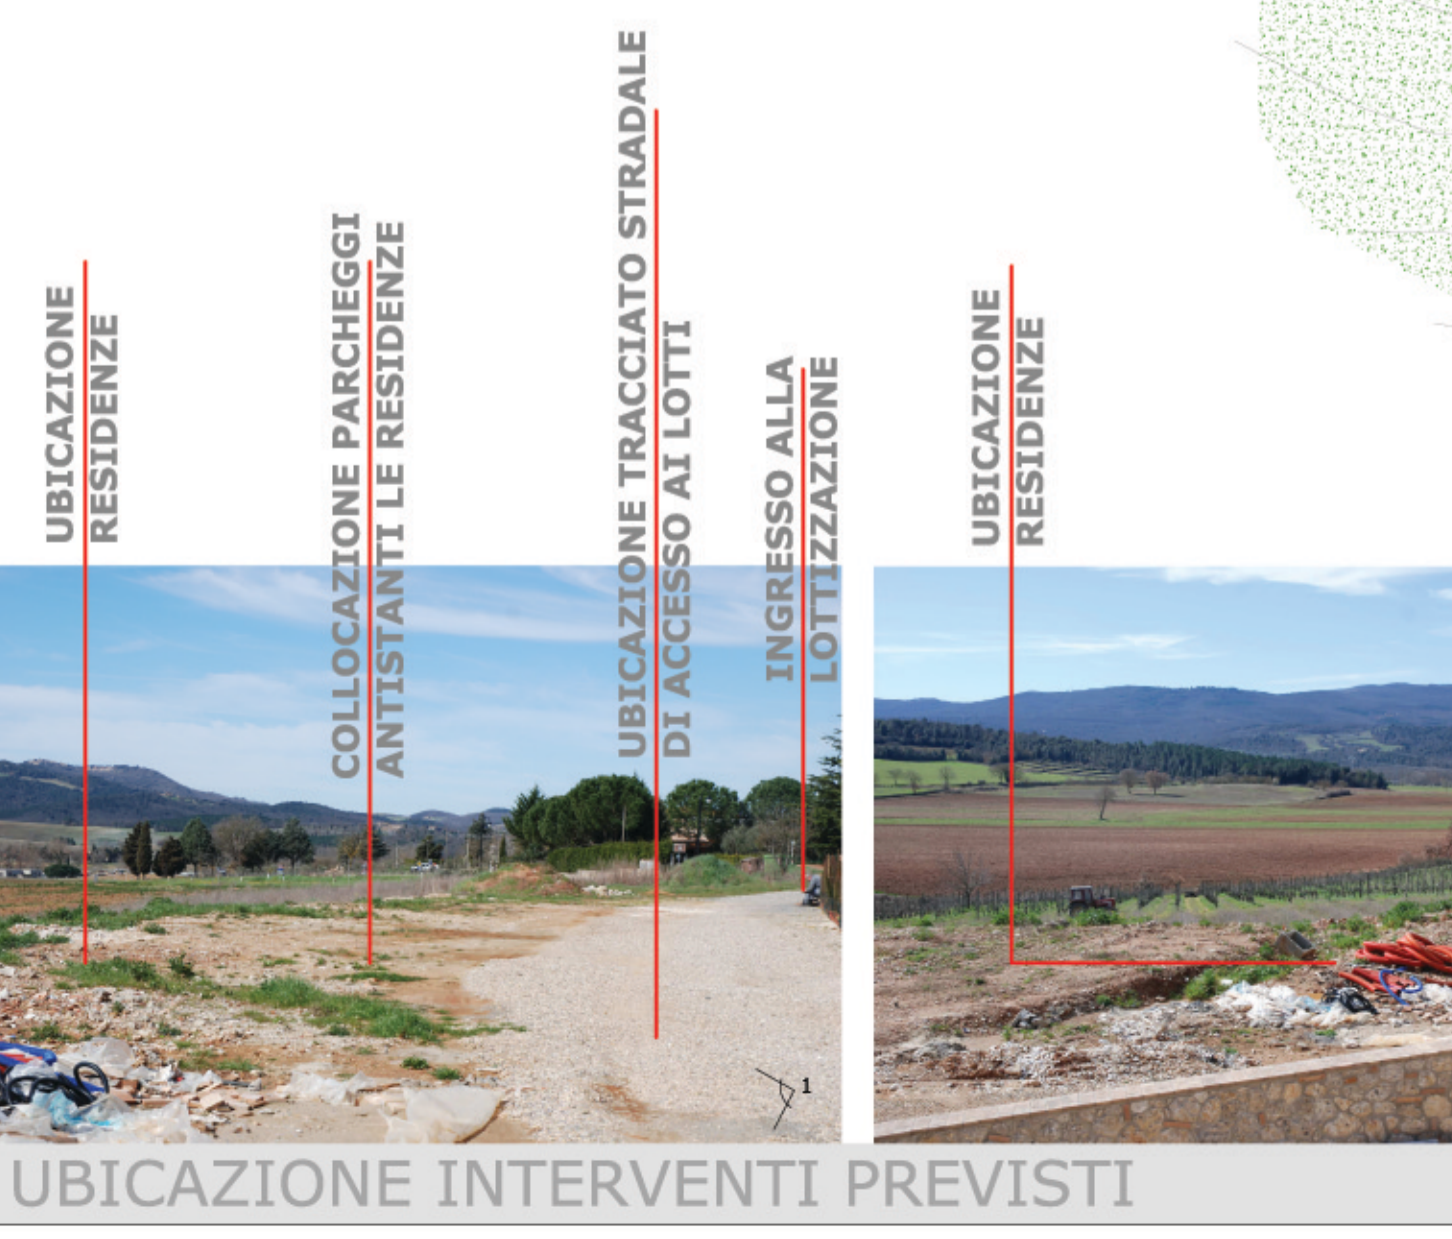 UBICAZIONE
RESIDENZE
COLLOCAZIONE PARCHEGGI
ANTISTANTI LE RESIDENZE
UBICAZIONE TRACCIATO STRADALE
DI ACCESSO AI LOTTI
INGRESSO ALLA
LOTTIZZAZIONE
UBICAZIONE
RESIDENZE
1
UBICAZIONE INTERVENTI PREVISTI